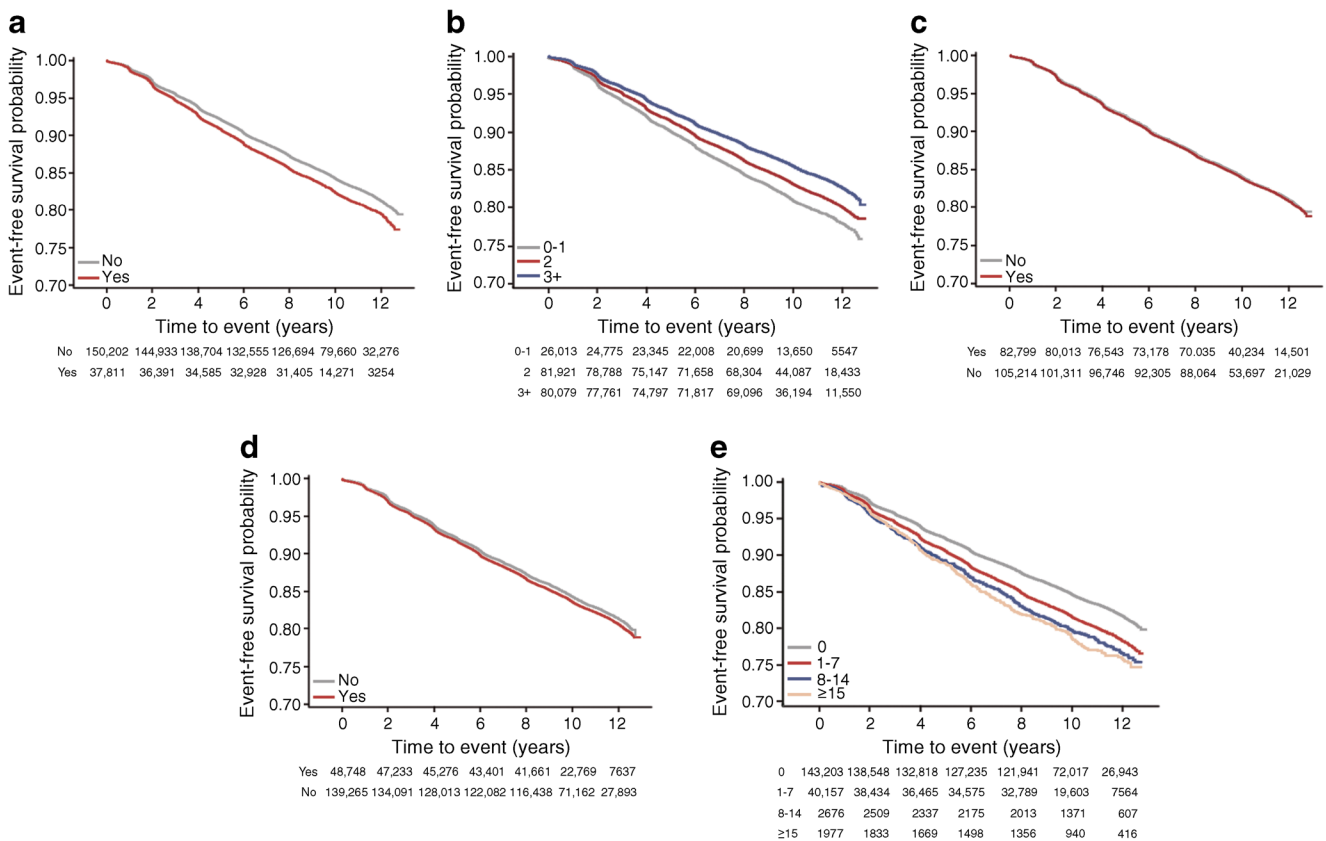 a
Event-free survival probability
1.00
0.95
0.90
0.85
0.80
0.75
0.70
No
Yes
0 2 4 6 8 10 12
Time to event (years)
No 150,202 144,933 138,704 132,555 126,694 79,660 32,276
Yes 37,811 36,391 34,585 32,928 31,405 14,271 3254
b
Event-free survival probability
1.00
0.95
0.90
0.85
0.80
0.75
0.70
0-1
2
3+
0 2 4 6 8 10 12
Time to event (years)
0-1 26,013 24,775 23,345 22,008 20,699 13,650 5547
2 81,921 78,788 75,147 71,658 68,304 44,087 18,433
3+ 80,079 77,761 74,797 71,817 69,096 36,194 11,550
c
Event-free survival probability
1.00
0.95
0.90
0.85
0.80
0.75
0.70
No
Yes
0 2 4 6 8 10 12
Time to event (years)
Yes 82,799 80,013 76,543 73,178 70.035 40,234 14,501
No 105,214 101,311 96,746 92,305 88,064 53,697 21,029
d
Event-free survival probability
1.00
0.95
0.90
0.85
0.80
0.75
0.70
No
Yes
0 2 4 6 8 10 12
Time to event (years)
Yes 48,748 47,233 45,276 43,401 41,661 22,769 7637
No 139,265 134,091 128,013 122,082 116,438 71,162 27,893
e
Event-free survival probability
1.00
0.95
0.90
0.85
0.80
0.75
0.70
0
1-7
8-14
≥15
0 2 4 6 8 10 12
Time to event (years)
0 143,203 138,548 132,818 127,235 121,941 72,017 26,943
1-7 40,157 38,434 36,465 34,575 32,789 19,603 7564
8-14 2676 2509 2337 2175 2013 1371 607
≥15 1977 1833 1669 1498 1356 940 416